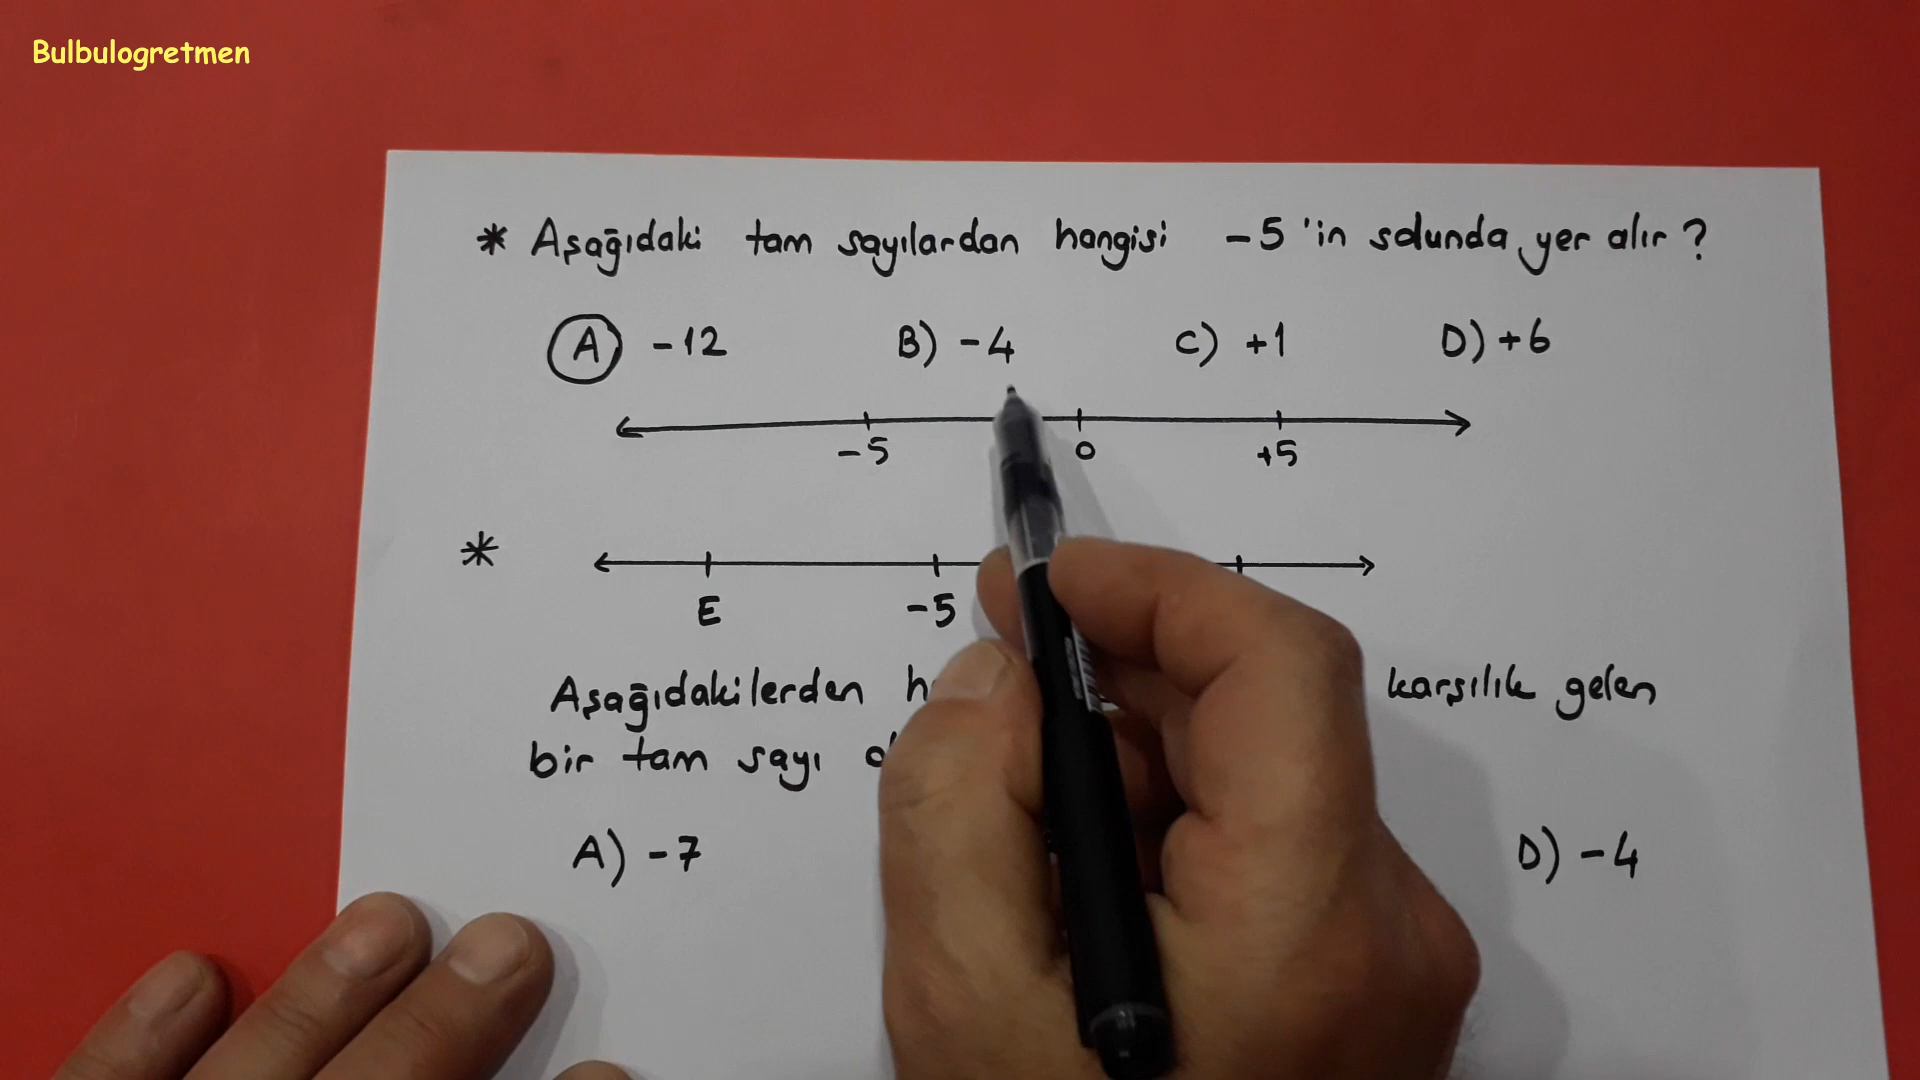 Bulbulogretmen
* Aşağıdaki tam sayılardan hangisi -5'in solunda yer alır?
A) -12 B) -4 C) +1 D) +6
-5 0 +5
*
E -5
Aşağıdakilerden karşılık gelen
bir tam sayı
A) -7 D) -4